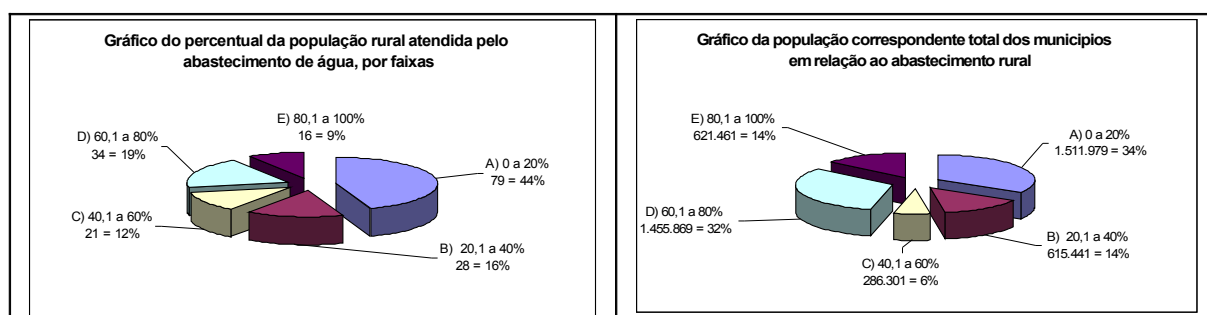 Gráfico do percentual da população rural atendida pelo
abastecimento de água, por faixas
E) 80,1 a 100%
16 = 9%
D) 60,1 a 80%
34 = 19%
A) 0 a 20%
79 = 44%
C) 40,1 a 60%
21 = 12%
B) 20,1 a 40%
28 = 16%
Gráfico da população correspondente total dos municipios
em relação ao abastecimento rural
E) 80,1 a 100%
621.461 = 14%
A) 0 a 20%
1.511.979 = 34%
D) 60,1 a 80%
1.455.869 = 32%
B) 20,1 a 40%
615.441 = 14%
C) 40,1 a 60%
286.301 = 6%